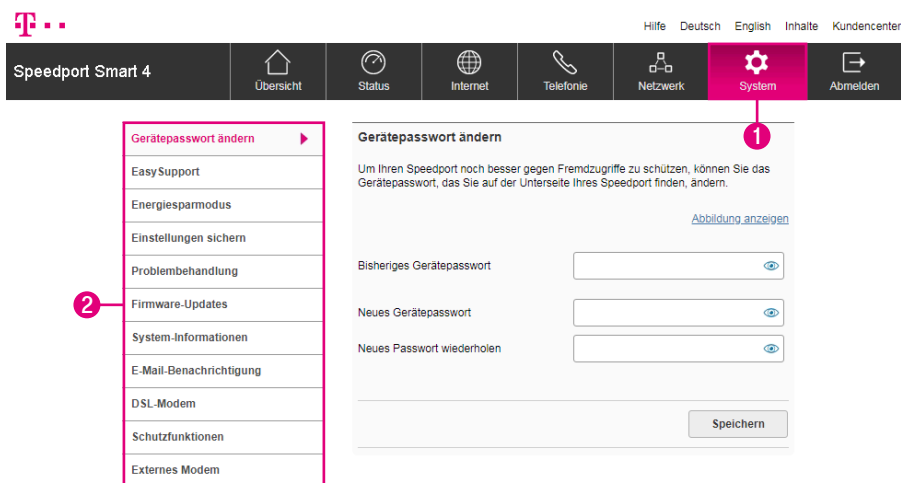 T
Hilfe Deutsch English Inhalte Kundencenter
Speedport Smart 4
Übersicht Status Internet Telefonie Netzwerk System Abmelden
1
Gerätepasswort ändern
EasySupport
Energiesparmodus
Einstellungen sichern
Problembehandlung
2
Firmware-Updates
System-Informationen
E-Mail-Benachrichtigung
DSL-Modem
Schutzfunktionen
Externes Modem
Gerätepasswort ändern
Um Ihren Speedport noch besser gegen Fremdzugriffe zu schützen, können Sie das
Gerätepasswort, das Sie auf der Unterseite Ihres Speedport finden, ändern.
Abbildung anzeigen
Bisheriges Gerätepasswort
Neues Gerätepasswort
Neues Passwort wiederholen
Speichern